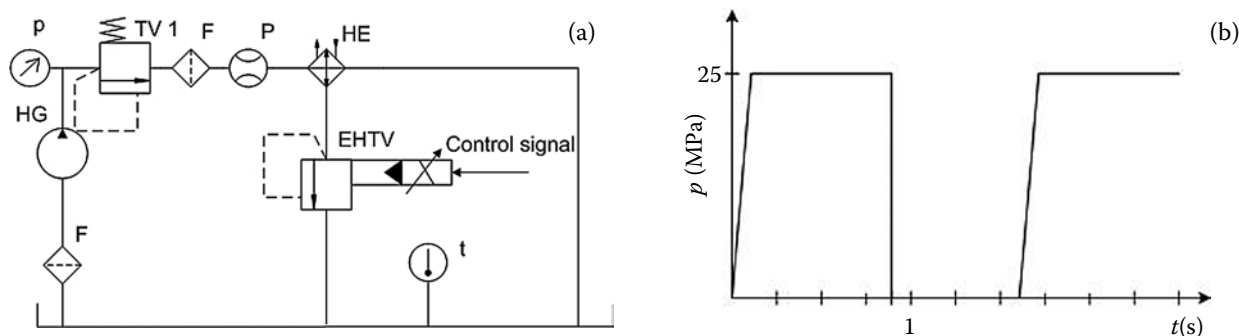 p
TV 1
F
P
HE
(a)
HG
EHTV
Control signal
F
t
(b)
25
p (MPa)
1
t(s)